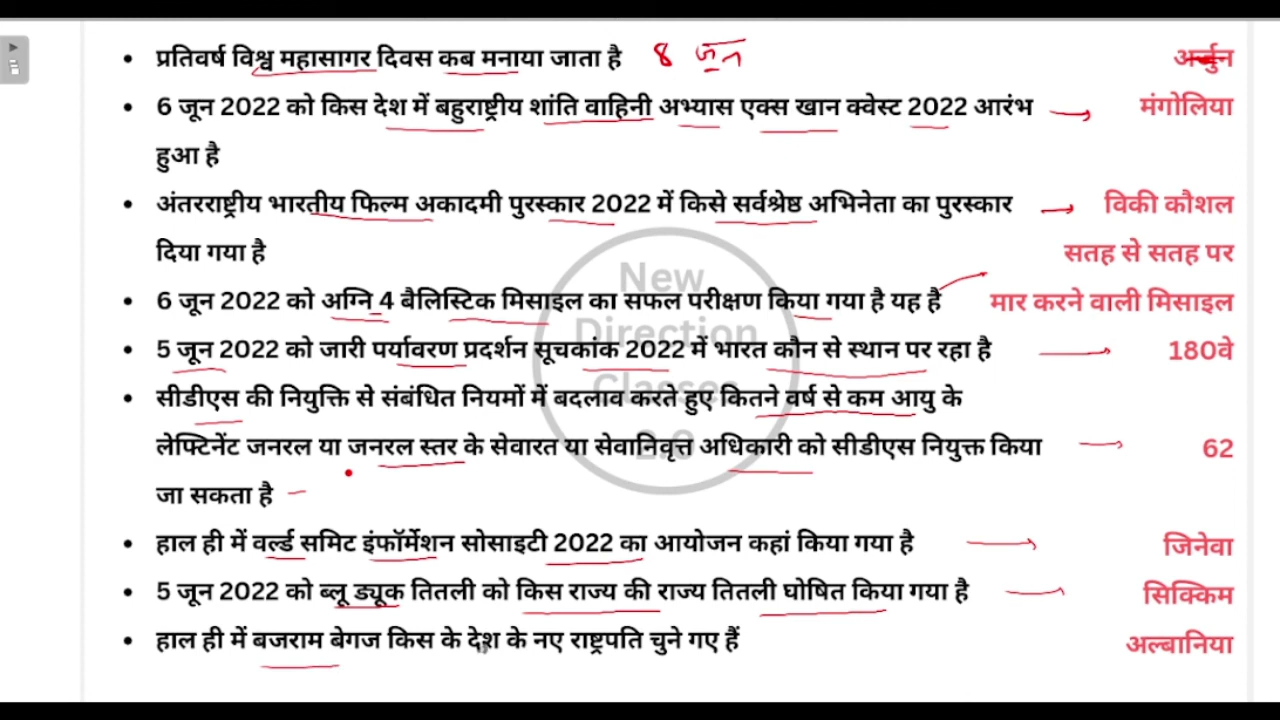 • प्रतिवर्ष विश्व महासागर दिवस कब मनाया जाता है 8 जून अर्जुन
• 6 जून 2022 को किस देश में बहुराष्ट्रीय शांति वाहिनी अभ्यास एक्स खान क्वेस्ट 2022 आरंभ मंगोलिया
हुआ है
• अंतरराष्ट्रीय भारतीय फिल्म अकादमी पुरस्कार 2022 में किसे सर्वश्रेष्ठ अभिनेता का पुरस्कार विकी कौशल
दिया गया है सतह से सतह पर
• 6 जून 2022 को अग्नि 4 बैलिस्टिक मिसाइल का सफल परीक्षण किया गया है यह है मार करने वाली मिसाइल
• 5 जून 2022 को जारी पर्यावरण प्रदर्शन सूचकांक 2022 में भारत कौन से स्थान पर रहा है 180वे
• सीडीएस की नियुक्ति से संबंधित नियमों में बदलाव करते हुए कितने वर्ष से कम आयु के
लेफ्टिनेंट जनरल या जनरल स्तर के सेवारत या सेवानिवृत्त अधिकारी को सीडीएस नियुक्त किया 62
जा सकता है
• हाल ही में वर्ल्ड समिट इंफॉर्मेशन सोसाइटी 2022 का आयोजन कहां किया गया है जिनेवा
• 5 जून 2022 को ब्लू ड्यूक तितली को किस राज्य की राज्य तितली घोषित किया गया है सिक्किम
• हाल ही में बजराम बेगज किस के देश के नए राष्ट्रपति चुने गए हैं अल्बानिया
New
Direction
Classes
2.0